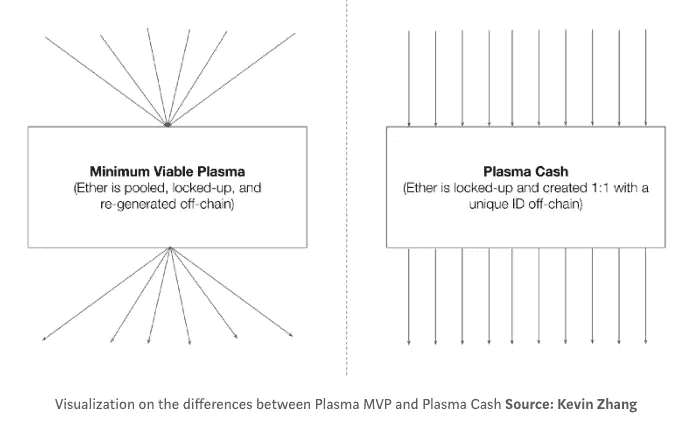 Minimum Viable Plasma
(Ether is pooled, locked-up, and
re-generated off-chain)
Plasma Cash
(Ether is locked-up and created 1:1 with a
unique ID off-chain)
Visualization on the differences between Plasma MVP and Plasma Cash Source: Kevin Zhang